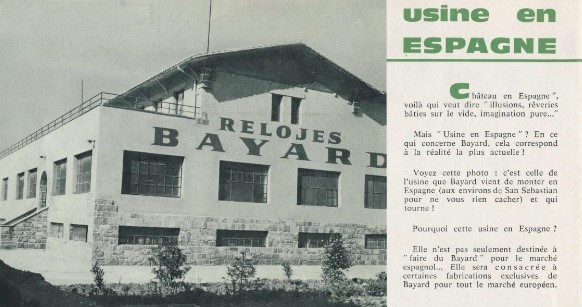 usine en
ESPAGNE
RELOJES
BAYARD
Château en Espagne",
voilà qui veut dire "illusions, rêveries
bâties sur le vide, imagination pure..."
Mais "Usine en Espagne"? En ce
qui concerne Bayard, cela correspond
à la réalité la plus actuelle !
Voyez cette photo : c'est celle de
l'usine que Bayard vient de monter en
Espagne (aux environs de San Sebastian
pour ne vous rien cacher) et qui
tourne !
Pourquoi cette usine en Espagne ?
Elle n'est pas seulement destinée à
"faire du Bayard" pour le marché
espagnol... Elle sera consacrée à
certaines fabrications exclusives de
Bayard pour tout le marché européen.